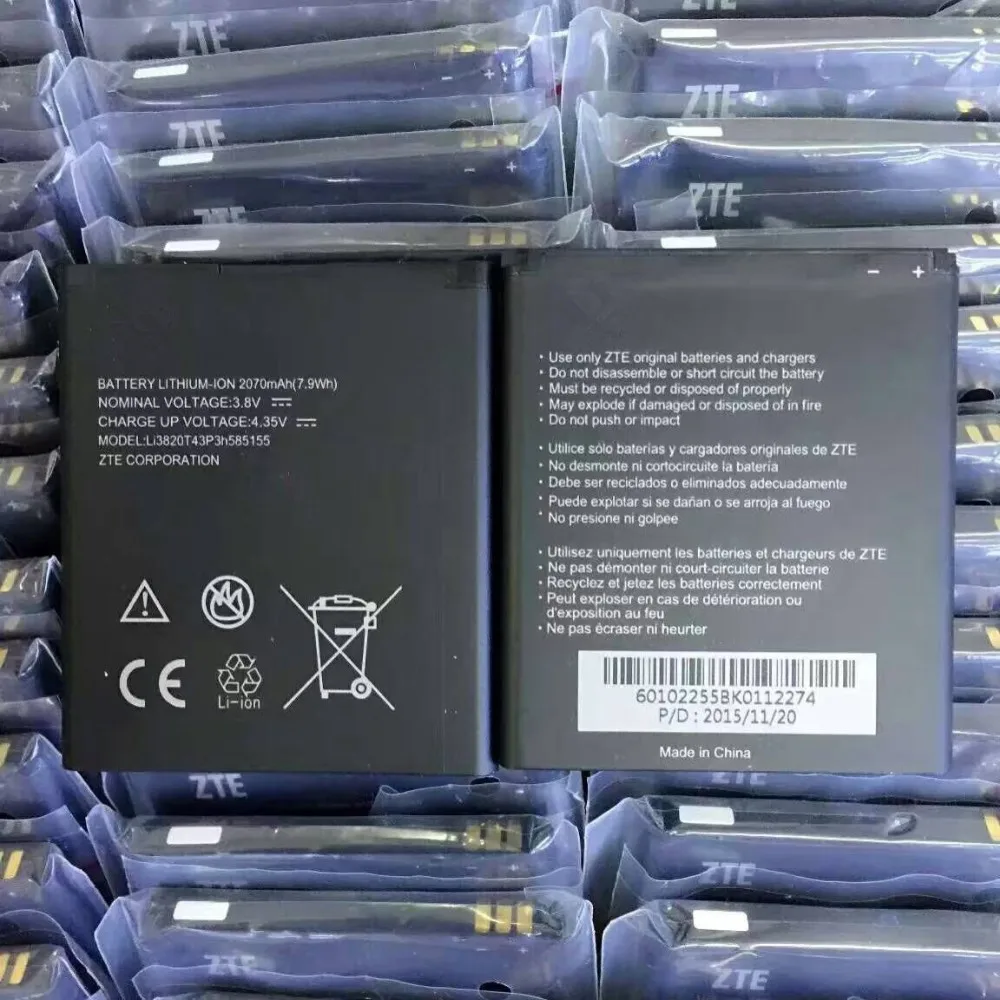 ZTE
ZTE
ZTE
ZTE
ZTE
BATTERY LITHIUM-ION 2070mAh(7.9Wh)
NOMINAL VOLTAGE:3.8V
CHARGE UP VOLTAGE:4.35V
MODEL:Li3820T43P3h585155
ZTE CORPORATION
CE
Li-ion
- +
• Use only ZTE original batteries and chargers
• Do not disassemble or short circuit the battery
• Must be recycled or disposed of properly
• May explode if damaged or disposed of in fire
• Do not push or impact
• Utilice sólo baterías y cargadores originales de ZTE
• No desmonte ni cortocircuite la batería
• Debe ser reciclados o eliminados adecuadamente
• Puede explotar si se dañan o se arroja al fuego
• No presione ni golpee
• Utilisez uniquement les batteries et chargeurs de ZTE
• Ne pas démonter ni court-circuiter la batterie
• Recyclez et jetez les batteries correctement
• Peut exploser en cas de détérioration ou
d'exposition au feu
• Ne pas écraser ni heurter
60102255BK0112274
P/D : 2015/11/20
Made in China
ZTE
ZTE
ZTE
ZTE